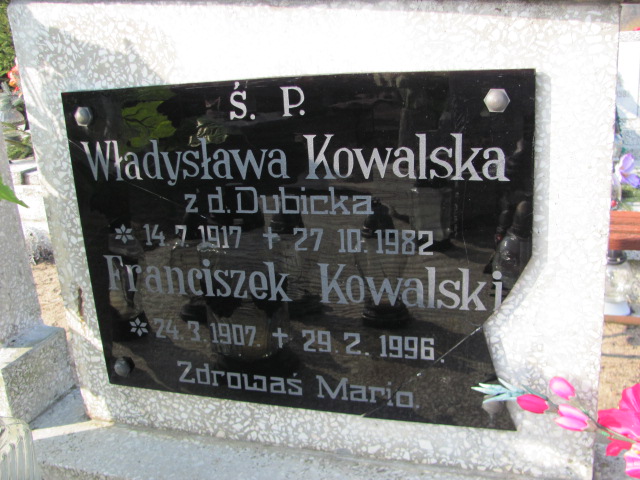 Ś. P.
Władysława Kowalska
z d. Dubicka
* 14.7.1917 + 27 10.1982
Franciszek Kowalski
* 24.3.1907. + 29.2.1996.
Zdrowaś Mario.